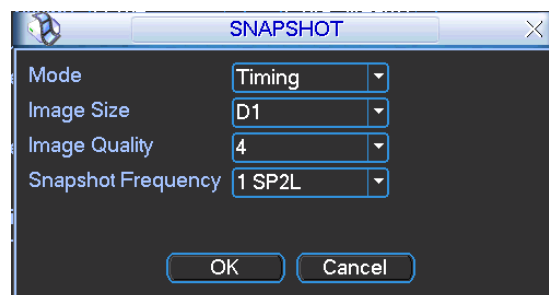 SNAPSHOT
Mode Timing
Image Size D1
Image Quality 4
Snapshot Frequency 1 SP2L
OK Cancel